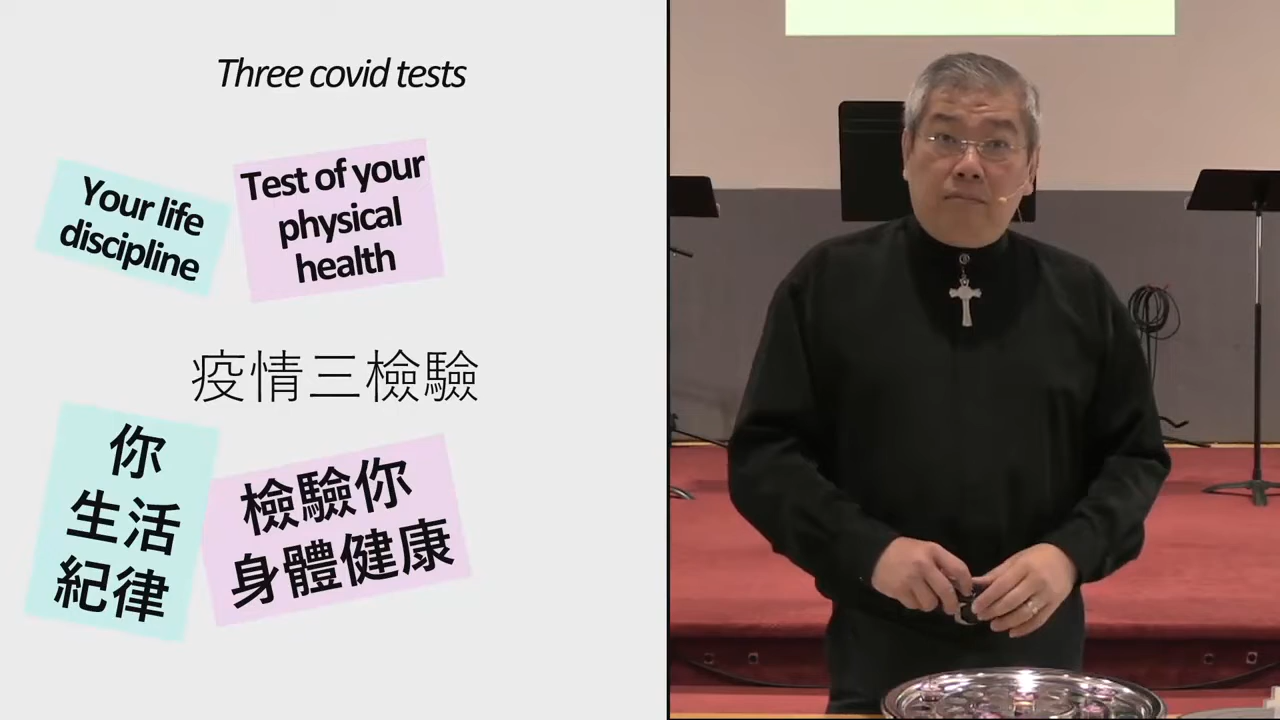 Three covid tests
Your life
discipline
Test of your
physical
health
疫情三檢驗
你
生活
紀律
檢驗你
身體健康